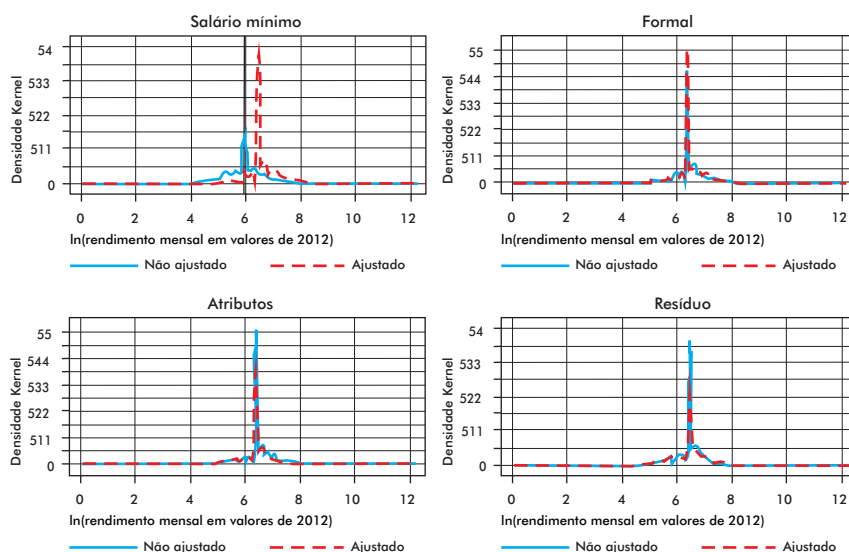 Salário mínimo
Densidade Kernel
54
533
522
511
0
0 2 4 6 8 10 12
ln(rendimento mensal em valores de 2012)
Não ajustado Ajustado
Formal
Densidade Kernel
55
544
533
522
511
0
0 2 4 6 8 10 12
ln(rendimento mensal em valores de 2012)
Não ajustado Ajustado
Atributos
Densidade Kernel
55
544
533
522
511
0
0 2 4 6 8 10 12
ln(rendimento mensal em valores de 2012)
Não ajustado Ajustado
Resíduo
Densidade Kernel
54
533
522
511
0
0 2 4 6 8 10 12
ln(rendimento mensal em valores de 2012)
Não ajustado Ajustado